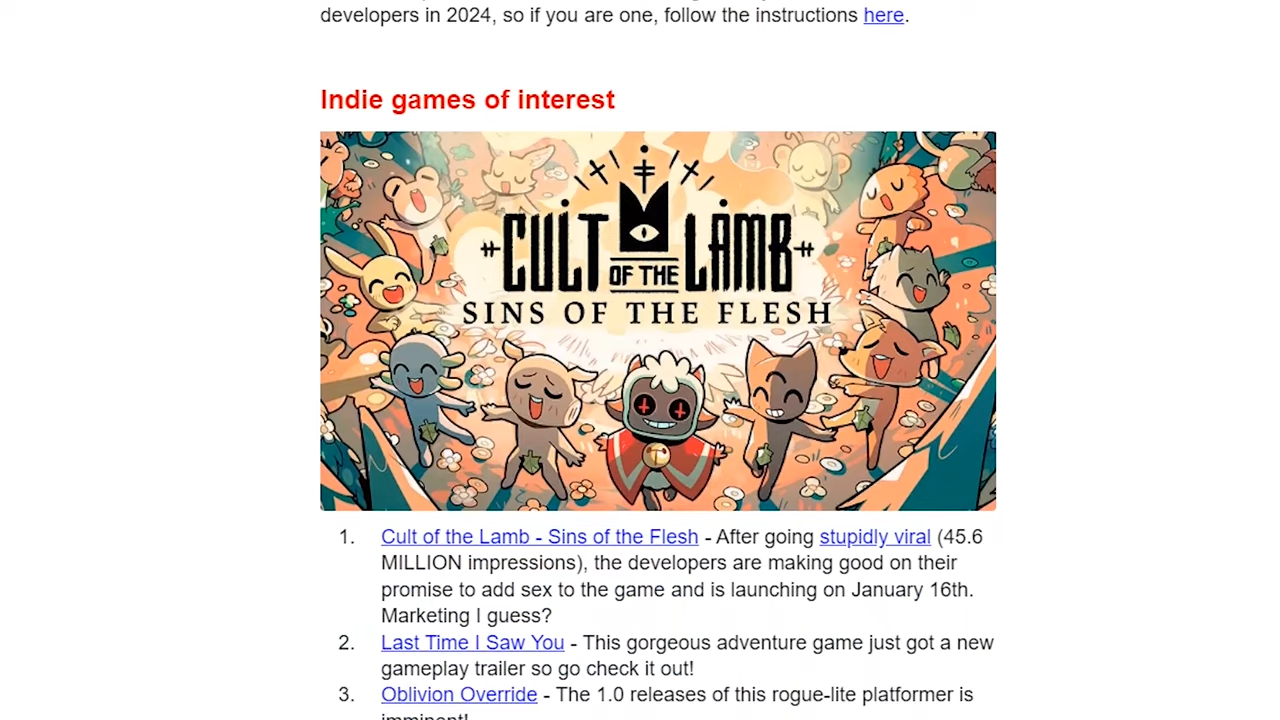 developers in 2024, so if you are one, follow the instructions here.
Indie games of interest
CULT OF THE LAMB
SINS OF THE FLESH
1. Cult of the Lamb - Sins of the Flesh - After going stupidly viral (45.6
MILLION impressions), the developers are making good on their
promise to add sex to the game and is launching on January 16th.
Marketing I guess?
2. Last Time I Saw You - This gorgeous adventure game just got a new
gameplay trailer so go check it out!
3. Oblivion Override - The 1.0 releases of this rogue-lite platformer is
imminent!